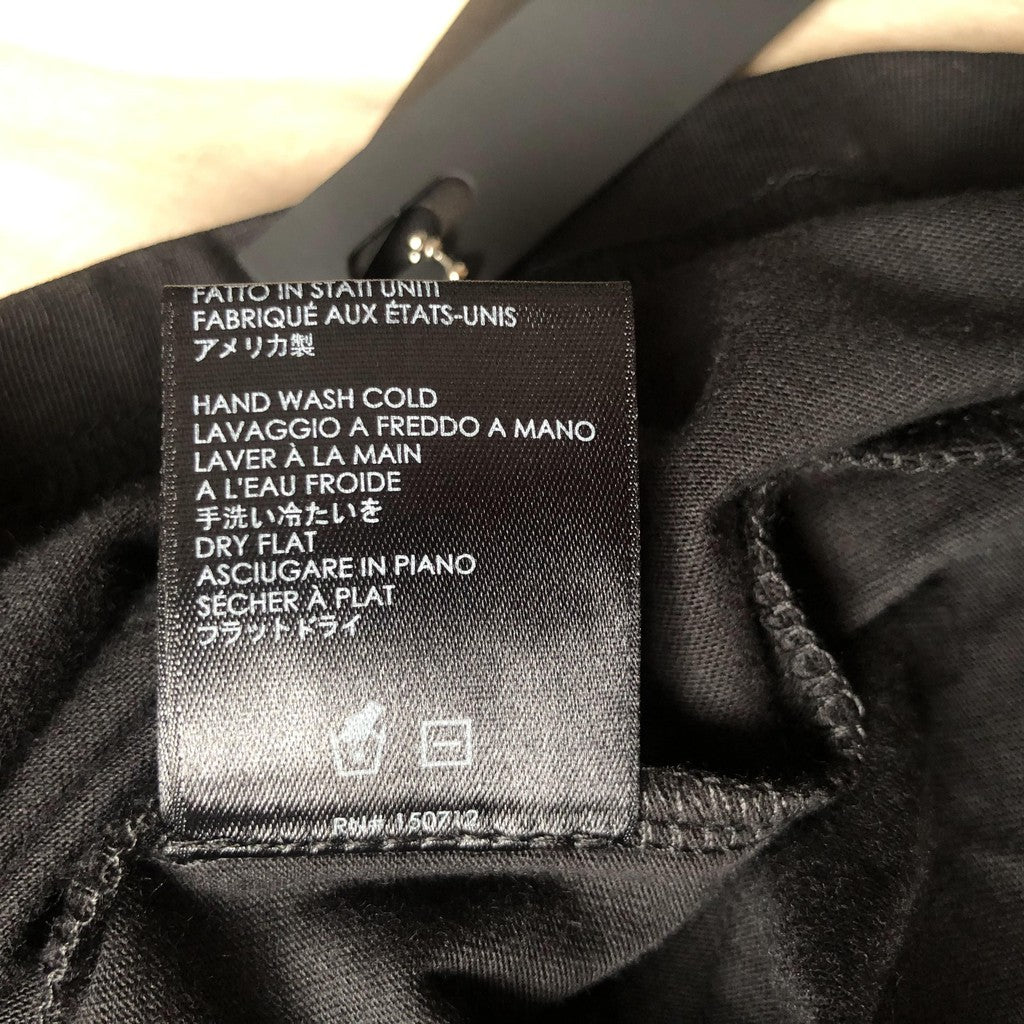 FATTO IN STATI UNITI
FABRIQUÉ AUX ÉTATS-UNIS
アメリカ製
HAND WASH COLD
LAVAGGIO A FREDDO A MANO
LAVER À LA MAIN
A L'EAU FROIDE
手洗い冷たいを
DRY FLAT
ASCIUGARE IN PIANO
SÉCHER À PLAT
フラットドライ
RN# 150712